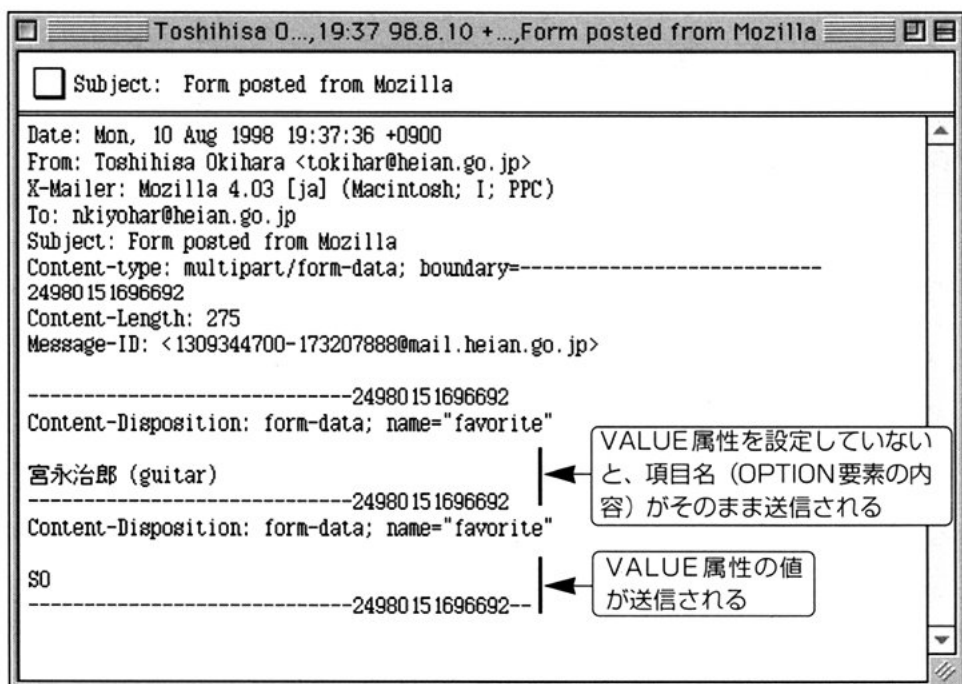 Toshihisa O...,19:37 98.8.10 +...,Form posted from Mozilla
Subject: Form posted from Mozilla
Date: Mon, 10 Aug 1998 19:37:36 +0900
From: Toshihisa Okihara <tokihar@heian.go.jp>
X-Mailer: Mozilla 4.03 [ja] (Macintosh; I; PPC)
To: nkiyohar@heian.go.jp
Subject: Form posted from Mozilla
Content-type: multipart/form-data; boundary=---------------------------
24980151696692
Content-Length: 275
Message-ID: <1309344700-173207888@mail.heian.go.jp>
-----------------------------24980151696692
Content-Disposition: form-data; name="favorite"
宮永治郎 (guitar)
-----------------------------24980151696692
Content-Disposition: form-data; name="favorite"
SO
-----------------------------24980151696692--
VALUE属性を設定していない
と、項目名（OPTION要素の内
容）がそのまま送信される
VALUE属性の値
が送信される